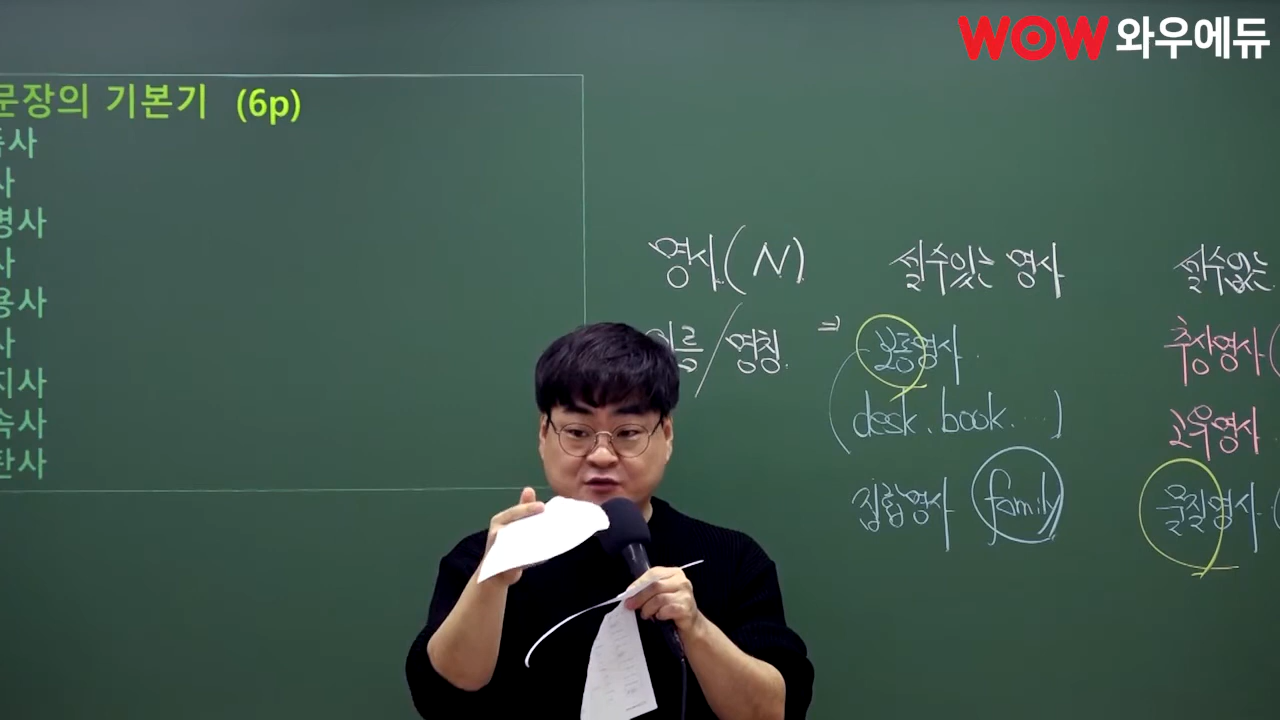 WOW 와우에듀
문장의 기본기 (6p)
사
사
명사
사
용사
사
지사
속사
탄사
명사(N) 셀수있는 명사 셀수없는
이름/명칭 ⇒ 보통명사 추상명사(
(desk, book. ...) 고유명사
집합명사 family 물질명사 (